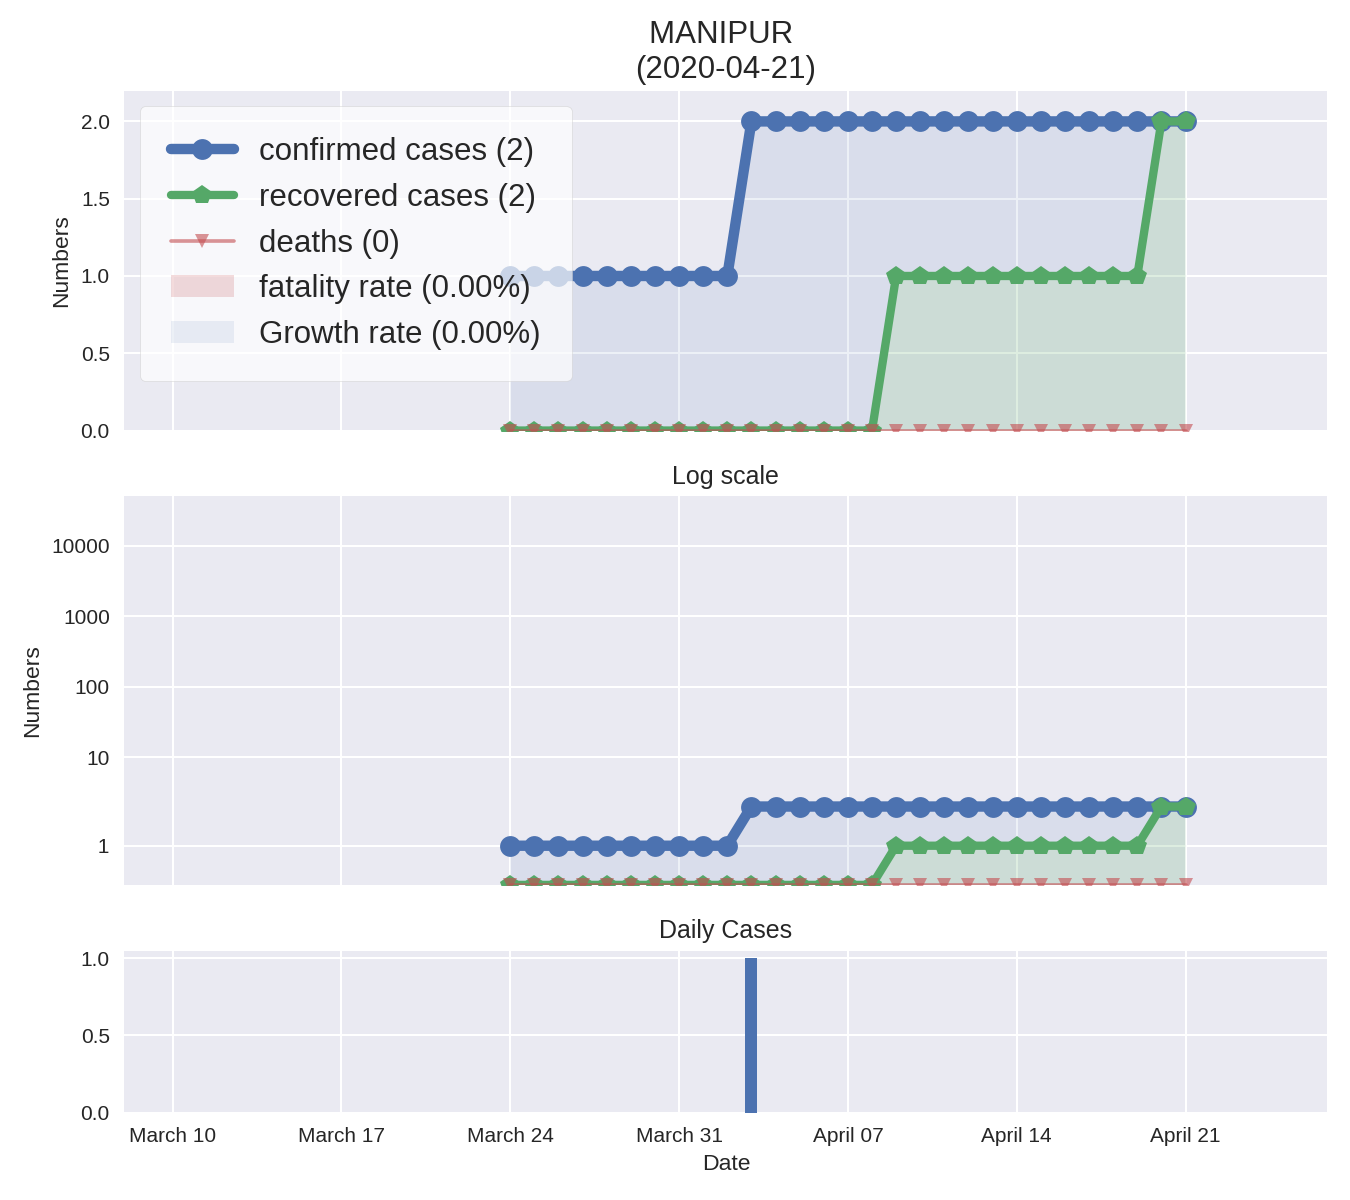 MANIPUR
(2020-04-21)
Numbers
2.0
1.5
1.0
0.5
0.0
confirmed cases (2)
recovered cases (2)
deaths (0)
fatality rate (0.00%)
Growth rate (0.00%)
Log scale
Numbers
10000
1000
100
10
1
Daily Cases
1.0
0.5
0.0
March 10 March 17 March 24 March 31 April 07 April 14 April 21
Date